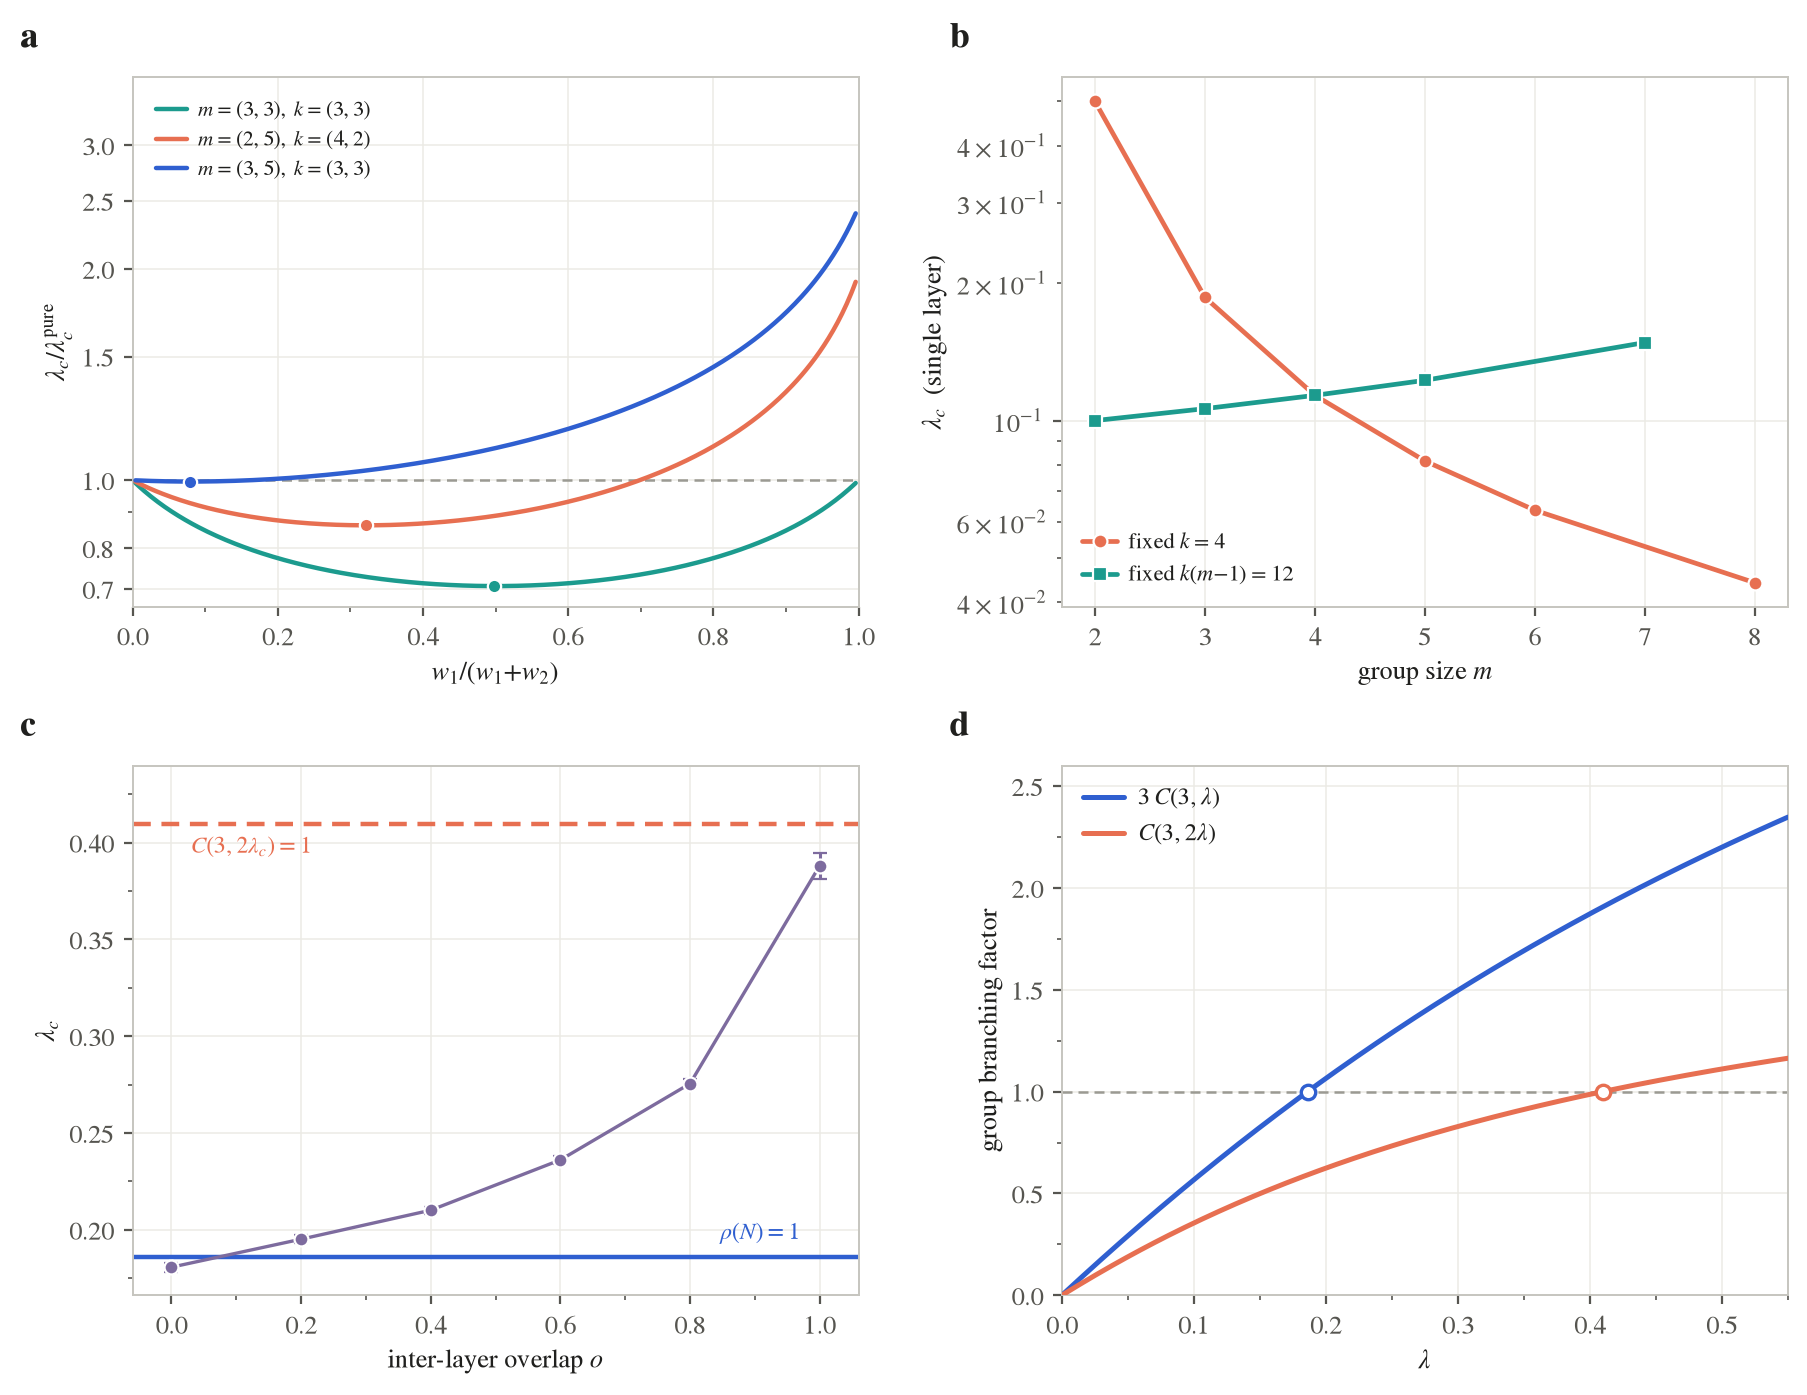 a
m = (3, 3), k = (3, 3)
m = (2, 5), k = (4, 2)
m = (3, 5), k = (3, 3)
3.0
2.5
2.0
1.5
1.0
0.8
0.7
λc/λc^pure
0.0 0.2 0.4 0.6 0.8 1.0
w1/(w1+w2)
b
4×10⁻¹
3×10⁻¹
2×10⁻¹
10⁻¹
6×10⁻²
4×10⁻²
λc (single layer)
fixed k = 4
fixed k(m−1) = 12
2 3 4 5 6 7 8
group size m
c
0.40
0.35
0.30
0.25
0.20
λc
C(3, 2λc) = 1
ρ(N) = 1
0.0 0.2 0.4 0.6 0.8 1.0
inter-layer overlap o
d
3 C(3, λ)
C(3, 2λ)
2.5
2.0
1.5
1.0
0.5
0.0
group branching factor
0.0 0.1 0.2 0.3 0.4 0.5
λ